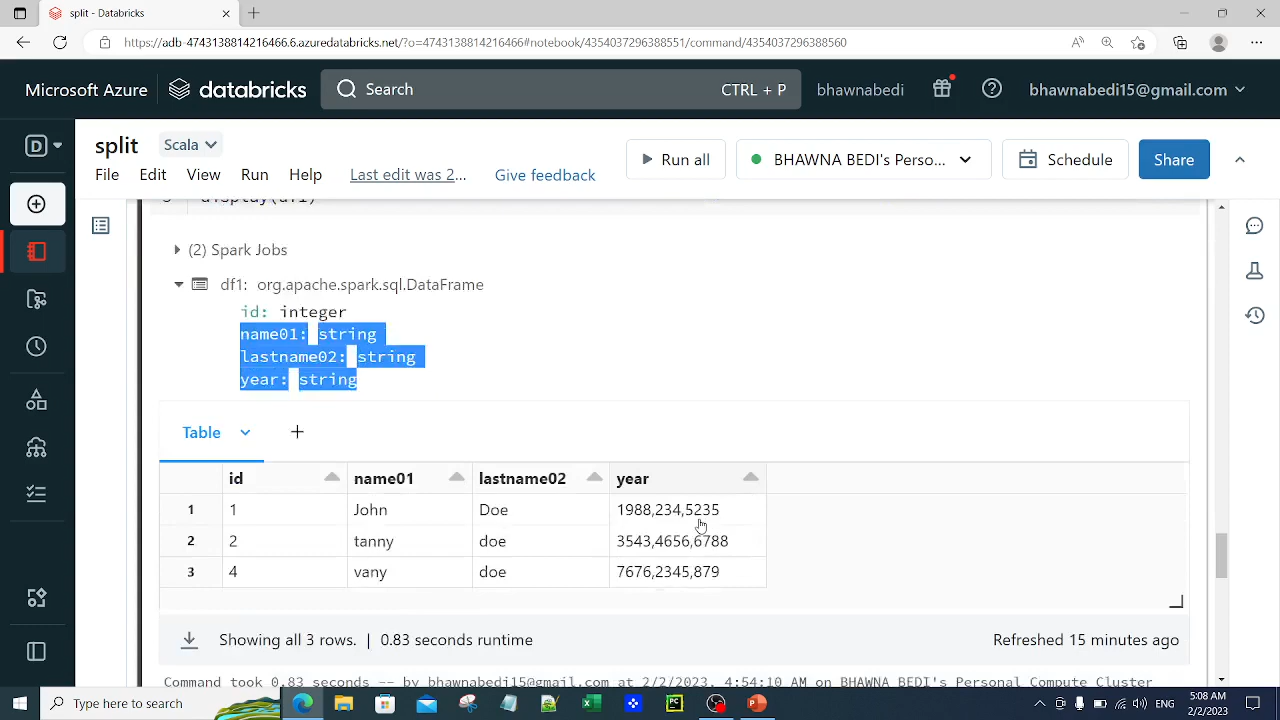 split - Databricks
https://adb-4743138814216466.6.azuredatabricks.net/?o=4743138814216466#notebook/4354037296388551/command/4354037296388560
Microsoft Azure databricks Search CTRL + P bhawnabedi bhawnabedi15@gmail.com
D
split Scala Run all BHAWNA BEDI's Perso... Schedule Share
File Edit View Run Help Last edit was 2... Give feedback
3 display(df1)
(2) Spark Jobs
df1: org.apache.spark.sql.DataFrame
id: integer
name01: string
lastname02: string
year: string
Table +
id name01 lastname02 year
1 1 John Doe 1988,234,5235
2 2 tanny doe 3543,4656,6788
3 4 vany doe 7676,2345,879
Showing all 3 rows. | 0.83 seconds runtime Refreshed 15 minutes ago
Command took 0.83 seconds -- by bhawnabedi15@gmail.com at 2/2/2023, 4:54:10 AM on BHAWNA BEDI's Personal Compute Cluster
Type here to search PC P ENG 5:08 AM
2/2/2023